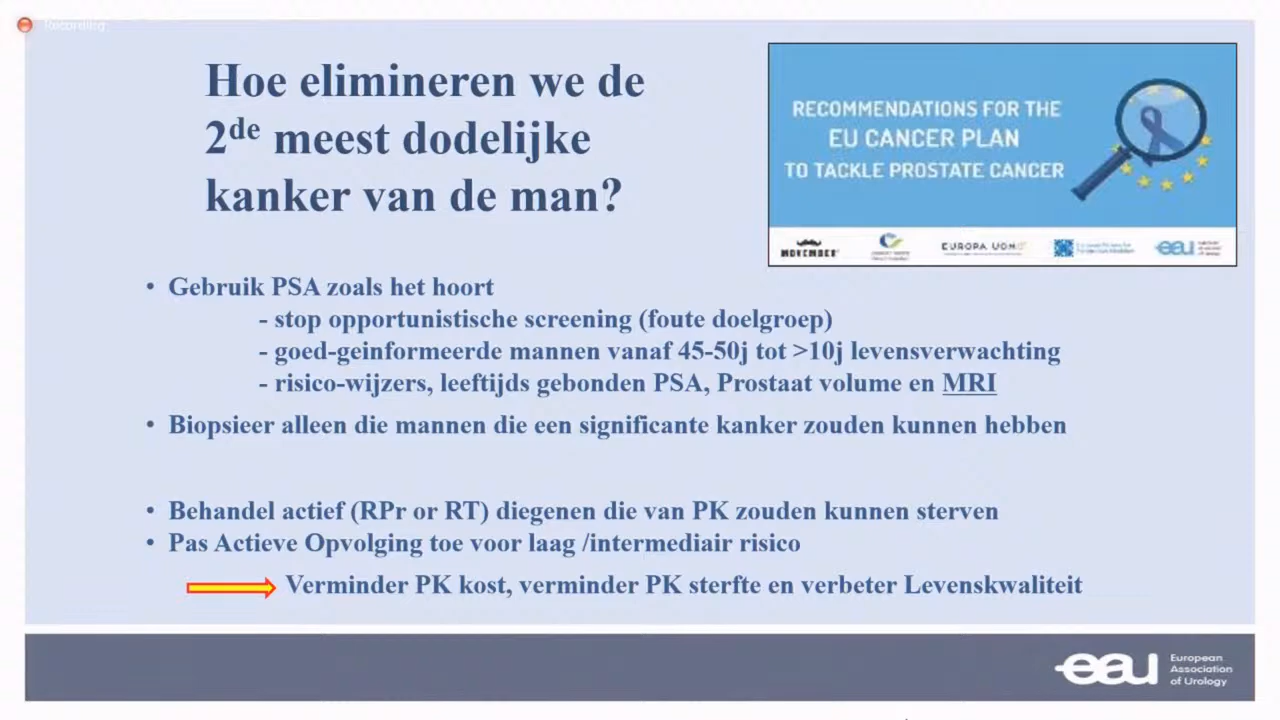 Recording
Hoe elimineren we de
2de meest dodelijke
kanker van de man?
RECOMMENDATIONS FOR THE
EU CANCER PLAN
TO TACKLE PROSTATE CANCER
MOVEMBER
EUROPA UOMO
eau
• Gebruik PSA zoals het hoort
- stop opportunistische screening (foute doelgroep)
- goed-geinformeerde mannen vanaf 45-50j tot >10j levensverwachting
- risico-wijzers, leeftijds gebonden PSA, Prostaat volume en MRI
• Biopsieer alleen die mannen die een significante kanker zouden kunnen hebben
• Behandel actief (RPr or RT) diegenen die van PK zouden kunnen sterven
• Pas Actieve Opvolging toe voor laag /intermediair risico
Verminder PK kost, verminder PK sterfte en verbeter Levenskwaliteit
eau
European
Association
of Urology